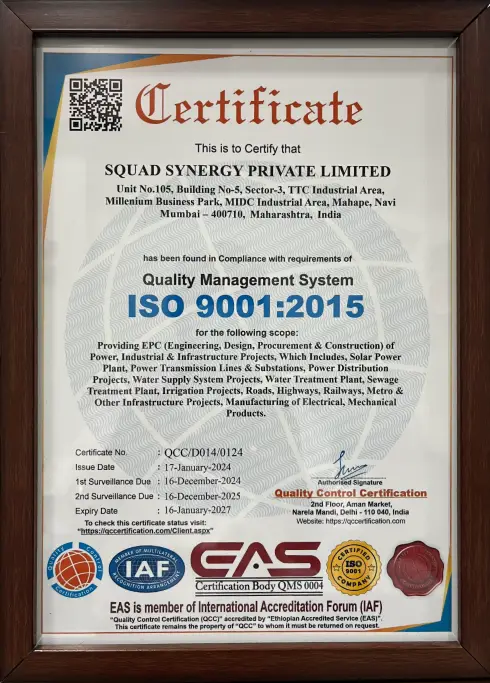 Certificate
This is to Certify that
SQUAD SYNERGY PRIVATE LIMITED
Unit No.105, Building No-5, Sector-3, TTC Industrial Area,
Millenium Business Park, MIDC Industrial Area, Mahape, Navi
Mumbai – 400710, Maharashtra, India
has been found in Compliance with requirements of
Quality Management System
ISO 9001:2015
for the following scope:
Providing EPC (Engineering, Design, Procurement & Construction) of
Power, Industrial & Infrastructure Projects, Which Includes, Solar Power
Plant, Power Transmission Lines & Substations, Power Distribution
Projects, Water Supply System Projects, Water Treatment Plant, Sewage
Treatment Plant, Irrigation Projects, Roads, Highways, Railways, Metro &
Other Infrastructure Projects, Manufacturing of Electrical, Mechanical
Products.
Certificate No. : QCC/D014/0124
Issue Date : 17-January-2024
1st Surveillance Due : 16-December-2024
2nd Surveillance Due : 16-December-2025
Expiry Date : 16-January-2027
To check this certificate status visit:
"https://qccertification.com/Client.aspx"
Authorised Signature
Quality Control Certification
2nd Floor, Aman Market,
Narela Mandi, Delhi - 110 040, India
Website: https://qccertification.com
Quality Control
Certification
MEMBER OF MULTILATERAL
IAF
RECOGNITION ARRANGEMENT
EAS
Certification Body QMS 0004
CERTIFIED
ISO
9001
COMPANY
EAS is member of International Accreditation Forum (IAF)
"Quality Control Certification (QCC)" accredited by "Ethiopian Accredited Service (EAS)".
This certificate remains the property of "QCC" to whom it must be returned on request.